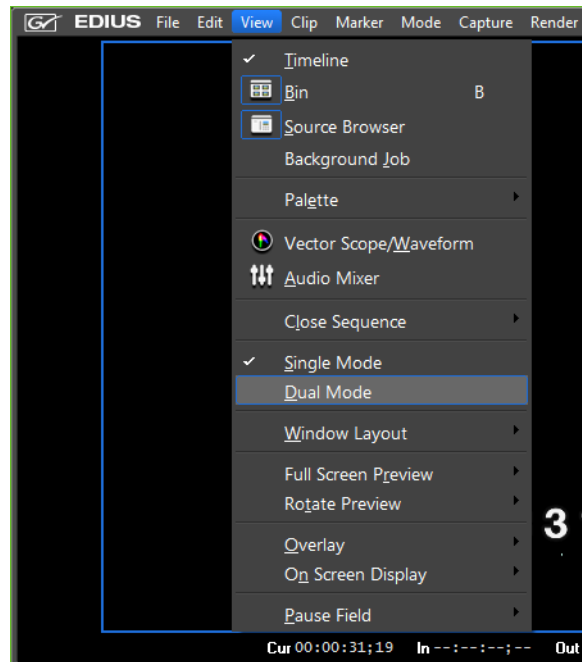 EDIUS File Edit View Clip Marker Mode Capture Render
Timeline
Bin B
Source Browser
Background Job
Palette
Vector Scope/Waveform
Audio Mixer
Close Sequence
Single Mode
Dual Mode
Window Layout
Full Screen Preview
Rotate Preview
Overlay
On Screen Display
Pause Field
3
Cur 00:00:31;19 In --:--:--;-- Out